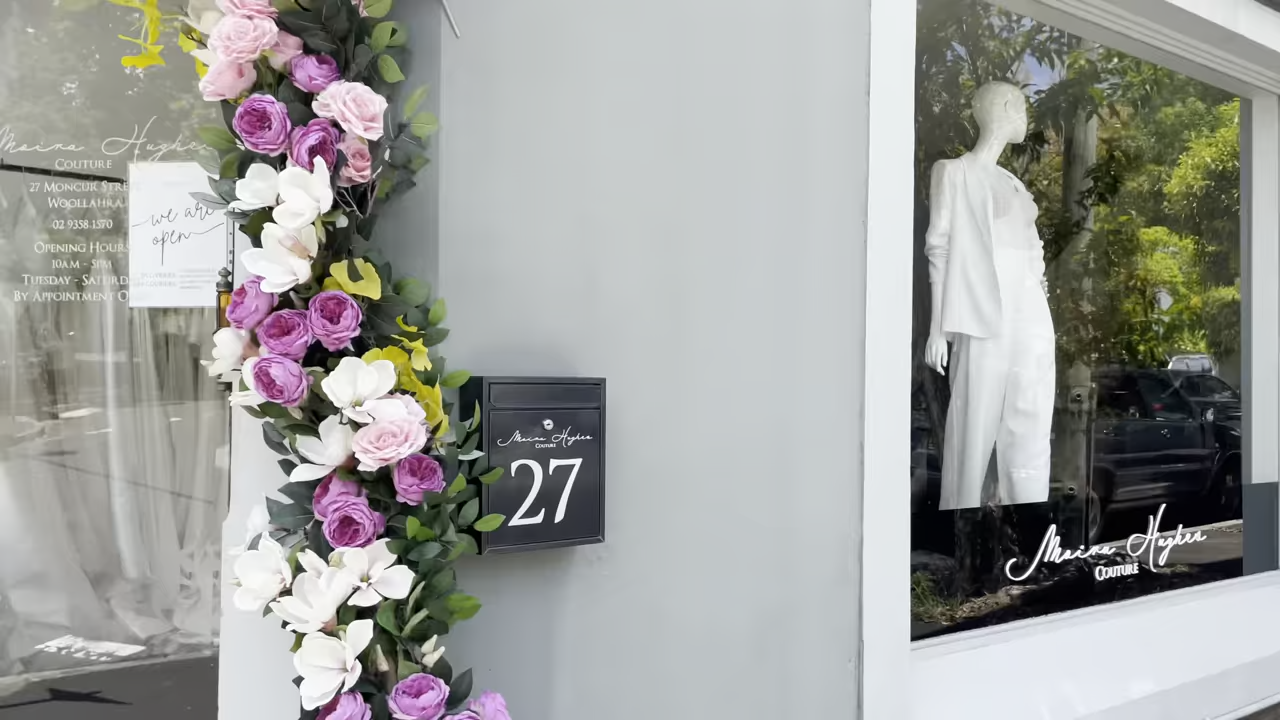 Moira Hughes
COUTURE
27 MONCUR STRE
WOOLLAHRA
02 9358 1570
OPENING HOURS
10AM - 5PM
TUESDAY - SATURD
BY APPOINTMENT O
we are
open
Moira Hughes
COUTURE
27
Moira Hughes
COUTURE